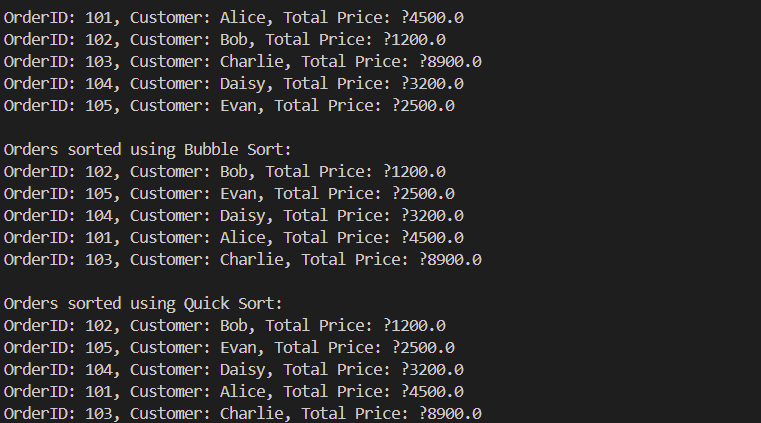 OrderID: 101, Customer: Alice, Total Price: ?4500.0
OrderID: 102, Customer: Bob, Total Price: ?1200.0
OrderID: 103, Customer: Charlie, Total Price: ?8900.0
OrderID: 104, Customer: Daisy, Total Price: ?3200.0
OrderID: 105, Customer: Evan, Total Price: ?2500.0
Orders sorted using Bubble Sort:
OrderID: 102, Customer: Bob, Total Price: ?1200.0
OrderID: 105, Customer: Evan, Total Price: ?2500.0
OrderID: 104, Customer: Daisy, Total Price: ?3200.0
OrderID: 101, Customer: Alice, Total Price: ?4500.0
OrderID: 103, Customer: Charlie, Total Price: ?8900.0
Orders sorted using Quick Sort:
OrderID: 102, Customer: Bob, Total Price: ?1200.0
OrderID: 105, Customer: Evan, Total Price: ?2500.0
OrderID: 104, Customer: Daisy, Total Price: ?3200.0
OrderID: 101, Customer: Alice, Total Price: ?4500.0
OrderID: 103, Customer: Charlie, Total Price: ?8900.0